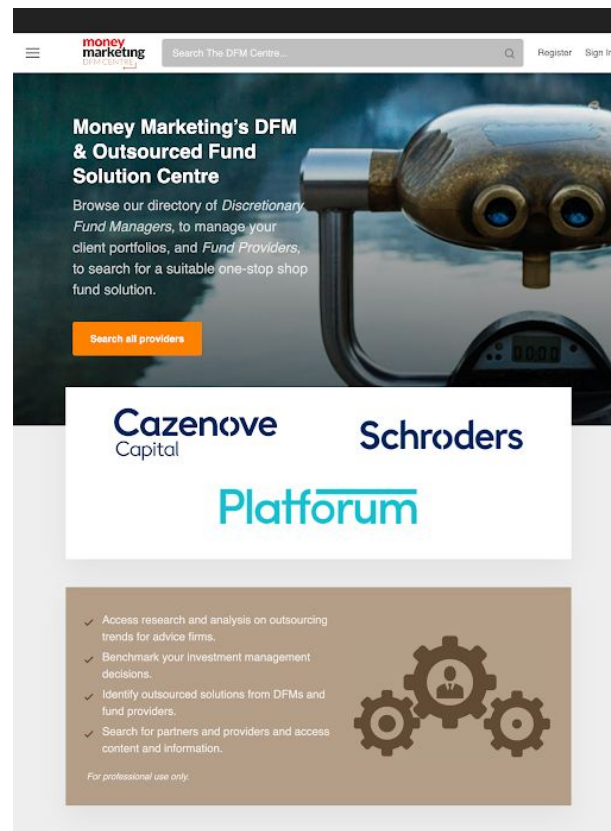 money
marketing
DFM CENTRE
Search The DFM Centre...
Register
Sign In
Money Marketing's DFM
& Outsourced Fund
Solution Centre
Browse our directory of Discretionary
Fund Managers, to manage your
client portfolios, and Fund Providers,
to search for a suitable one-stop shop
fund solution.
Search all providers
Cazenove
Capital
Schroders
Platforum
Access research and analysis on outsourcing
trends for advice firms.
Benchmark your investment management
decisions.
Identify outsourced solutions from DFMs and
fund providers.
Search for partners and providers and access
content and information.
For professional use only.